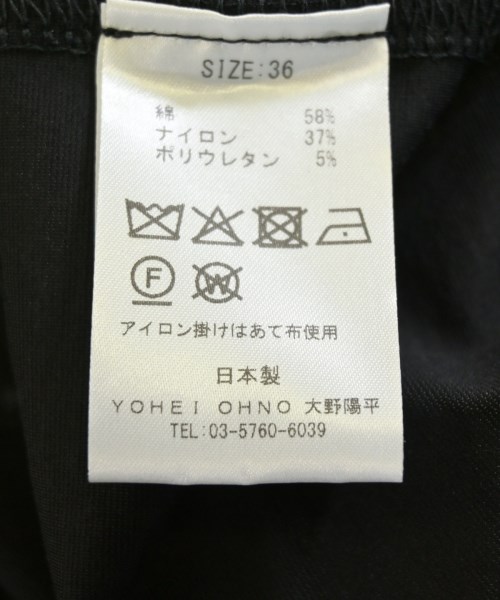 SIZE:36
綿 58%
ナイロン 37%
ポリウレタン 5%
F
W
アイロン掛けはあて布使用
日本製
YOHEI OHNO 大野陽平
TEL:03-5760-6039